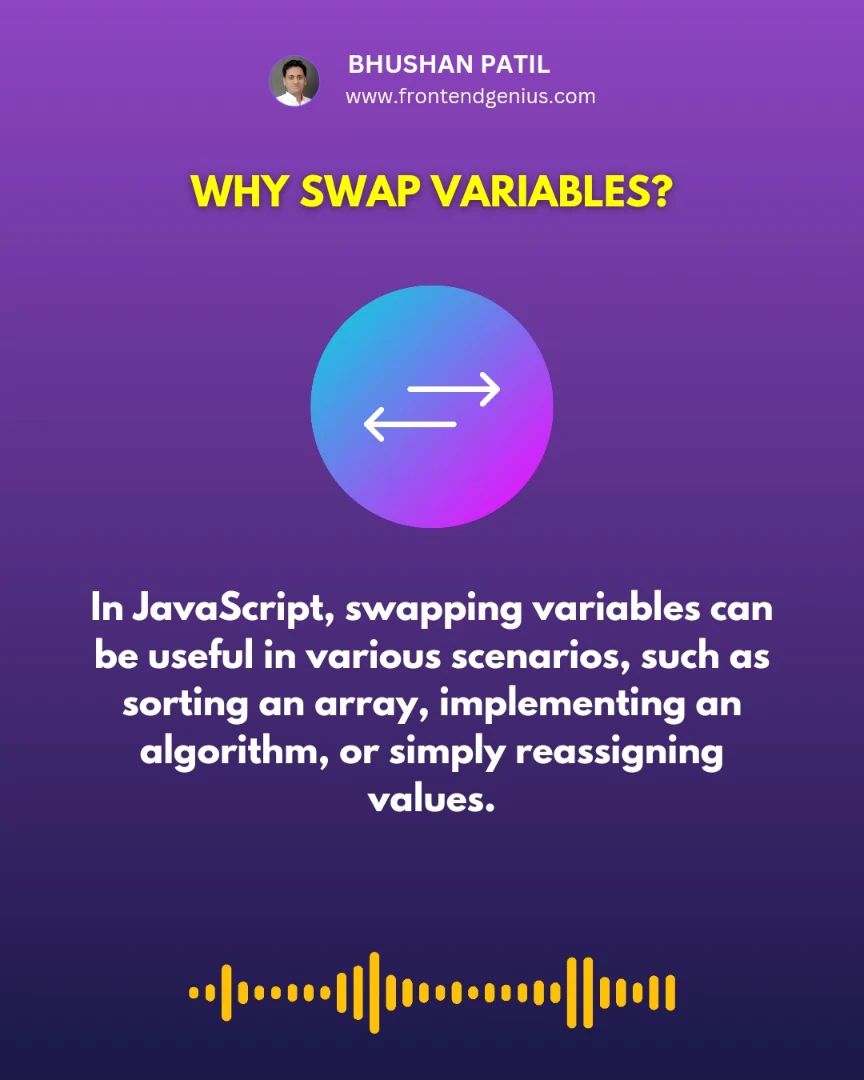 BHUSHAN PATIL
www.frontendgenius.com
WHY SWAP VARIABLES?
In JavaScript, swapping variables can
be useful in various scenarios, such as
sorting an array, implementing an
algorithm, or simply reassigning
values.